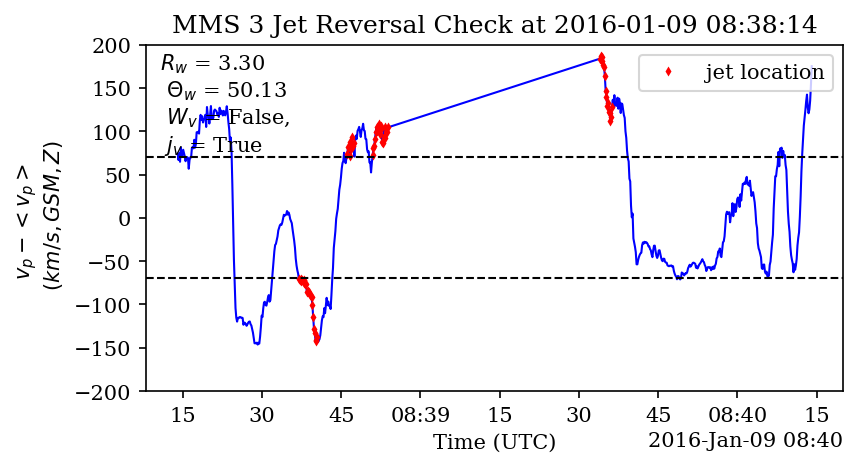 MMS 3 Jet Reversal Check at 2016-01-09 08:38:14
R_w = 3.30
Θ_w = 50.13
W_v = False,
j_v = True
jet location
200
150
100
50
0
−50
−100
−150
−200
v_p − < v_p >
(km/s, GSM, Z)
15 30 45 08:39 15 30 45 08:40 15
Time (UTC)
2016-Jan-09 08:40